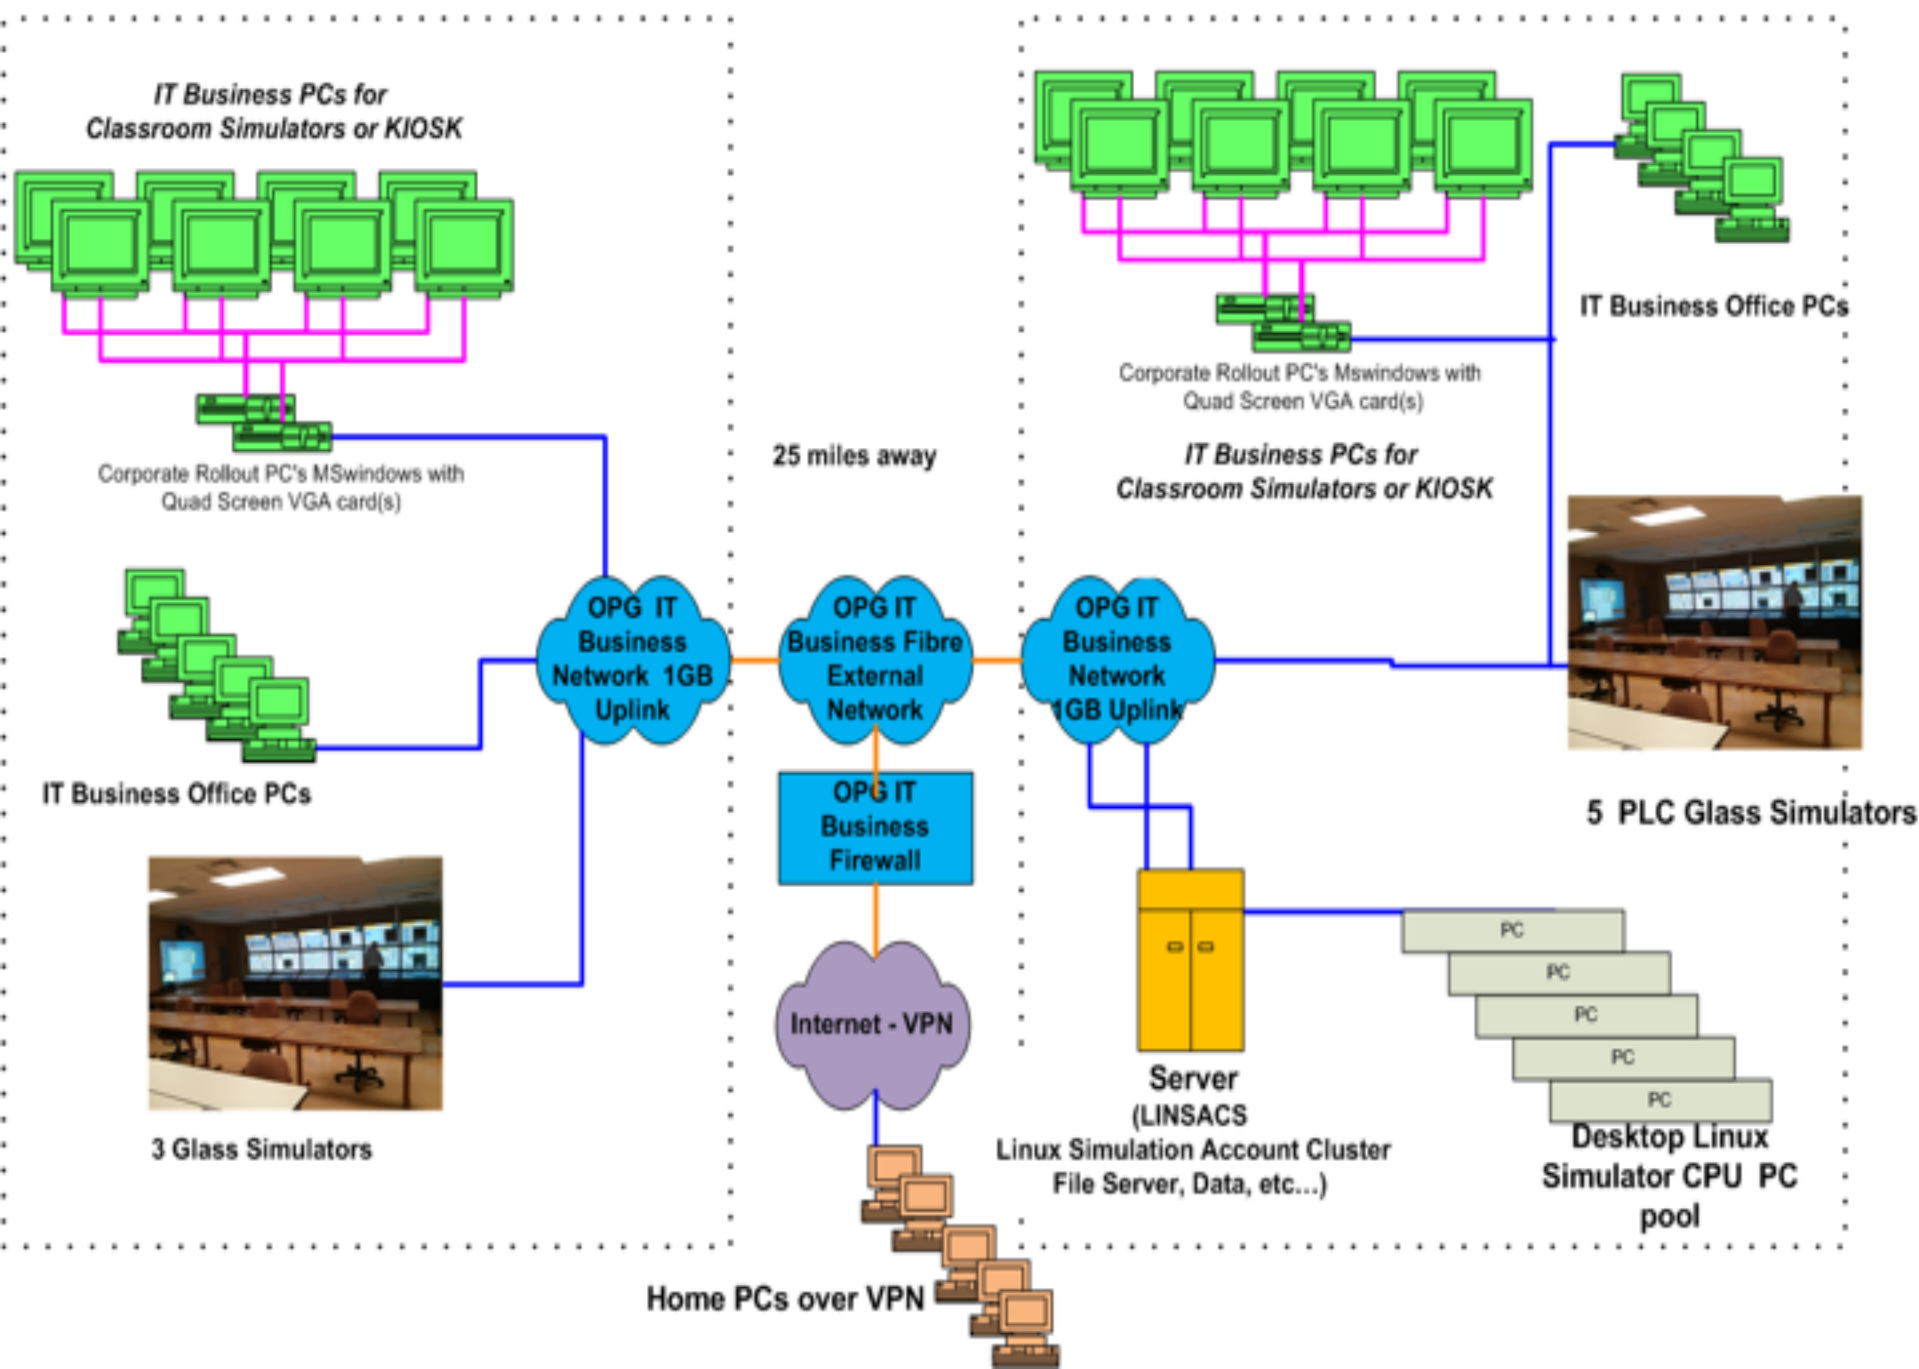 IT Business PCs for
Classroom Simulators or KIOSK
Corporate Rollout PC's MSwindows with
Quad Screen VGA card(s)
IT Business Office PCs
3 Glass Simulators
OPG IT
Business
Network 1GB
Uplink
25 miles away
OPG IT
Business Fibre
External
Network
OPG IT
Business
Firewall
Internet - VPN
Home PCs over VPN
OPG IT
Business
Network
1GB Uplink
Corporate Rollout PC's Mswindows with
Quad Screen VGA card(s)
IT Business PCs for
Classroom Simulators or KIOSK
IT Business Office PCs
5 PLC Glass Simulators
Server
(LINSACS
Linux Simulation Account Cluster
File Server, Data, etc...)
PC
PC
PC
PC
PC
Desktop Linux
Simulator CPU PC
pool